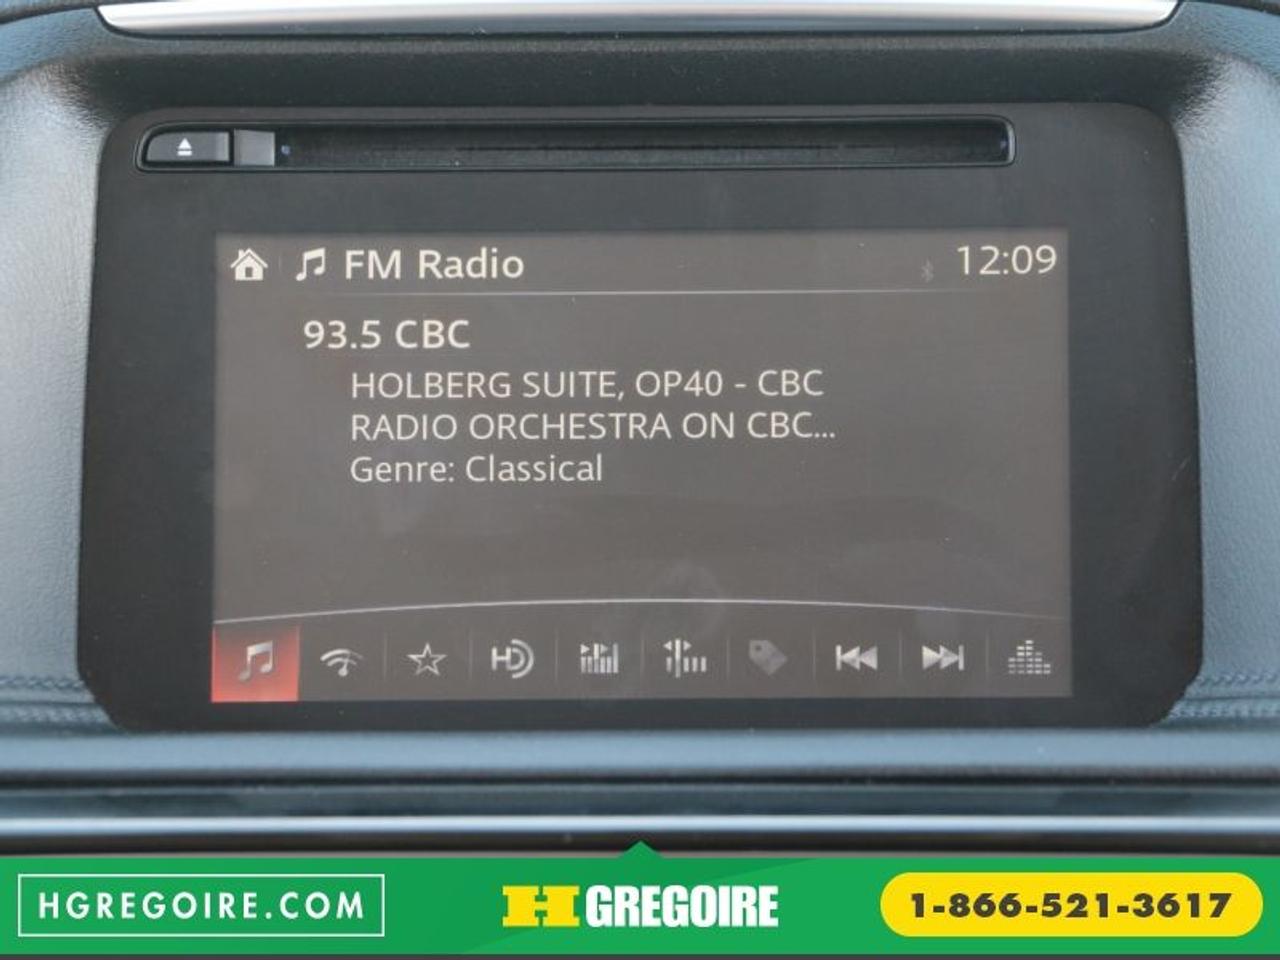 FM Radio
12:09
93.5 CBC
HOLBERG SUITE, OP40 - CBC
RADIO ORCHESTRA ON CBC...
Genre: Classical
HD
HGREGOIRE.COM
H GREGOIRE
1-866-521-3617